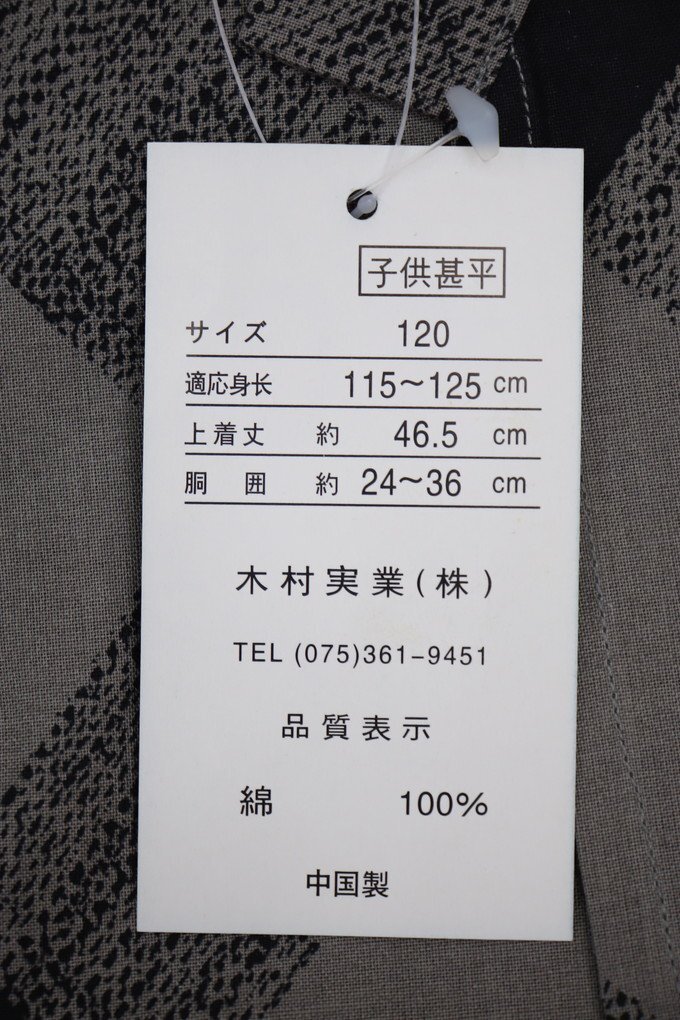 子供甚平
サイズ 120
適応身长 115～125 cm
上着丈 約 46.5 cm
胴囲 約 24～36 cm
木村実業(株)
TEL (075)361-9451
品質表示
綿 100%
中国製